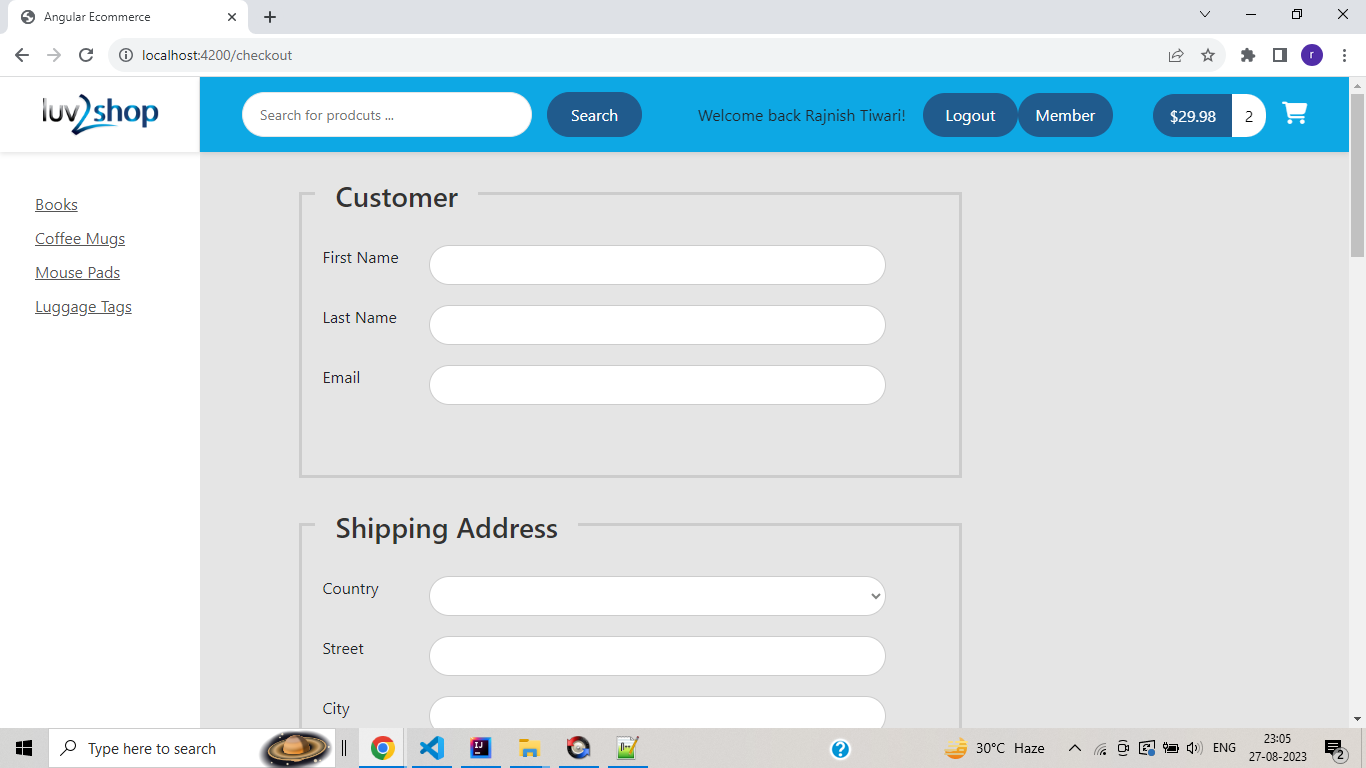 Angular Ecommerce
localhost:4200/checkout
r
luv2shop
Search for prodcuts ...
Search
Welcome back Rajnish Tiwari!
Logout
Member
$29.98
2
Books
Coffee Mugs
Mouse Pads
Luggage Tags
Customer
First Name
Last Name
Email
Shipping Address
Country
Street
City
Type here to search
30°C Haze
ENG
23:05
27-08-2023
2